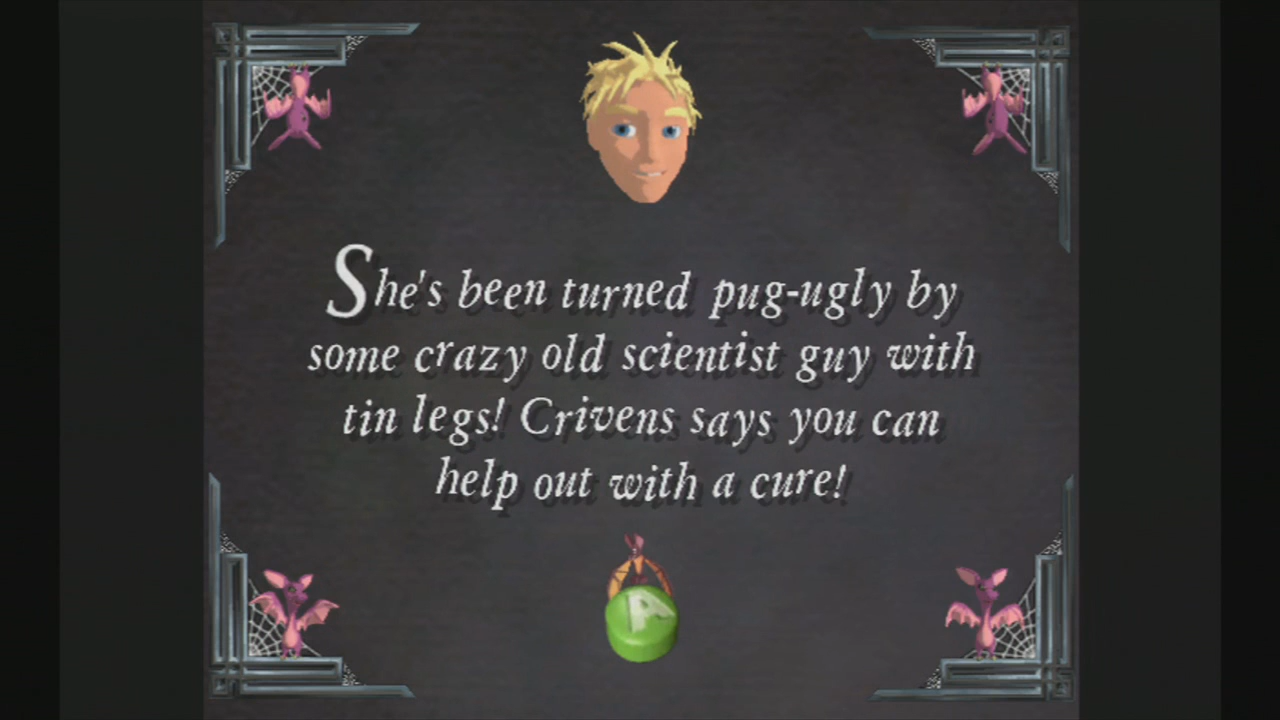 She's been turned pug-ugly by
some crazy old scientist guy with
tin legs! Crivens says you can
help out with a cure!
A